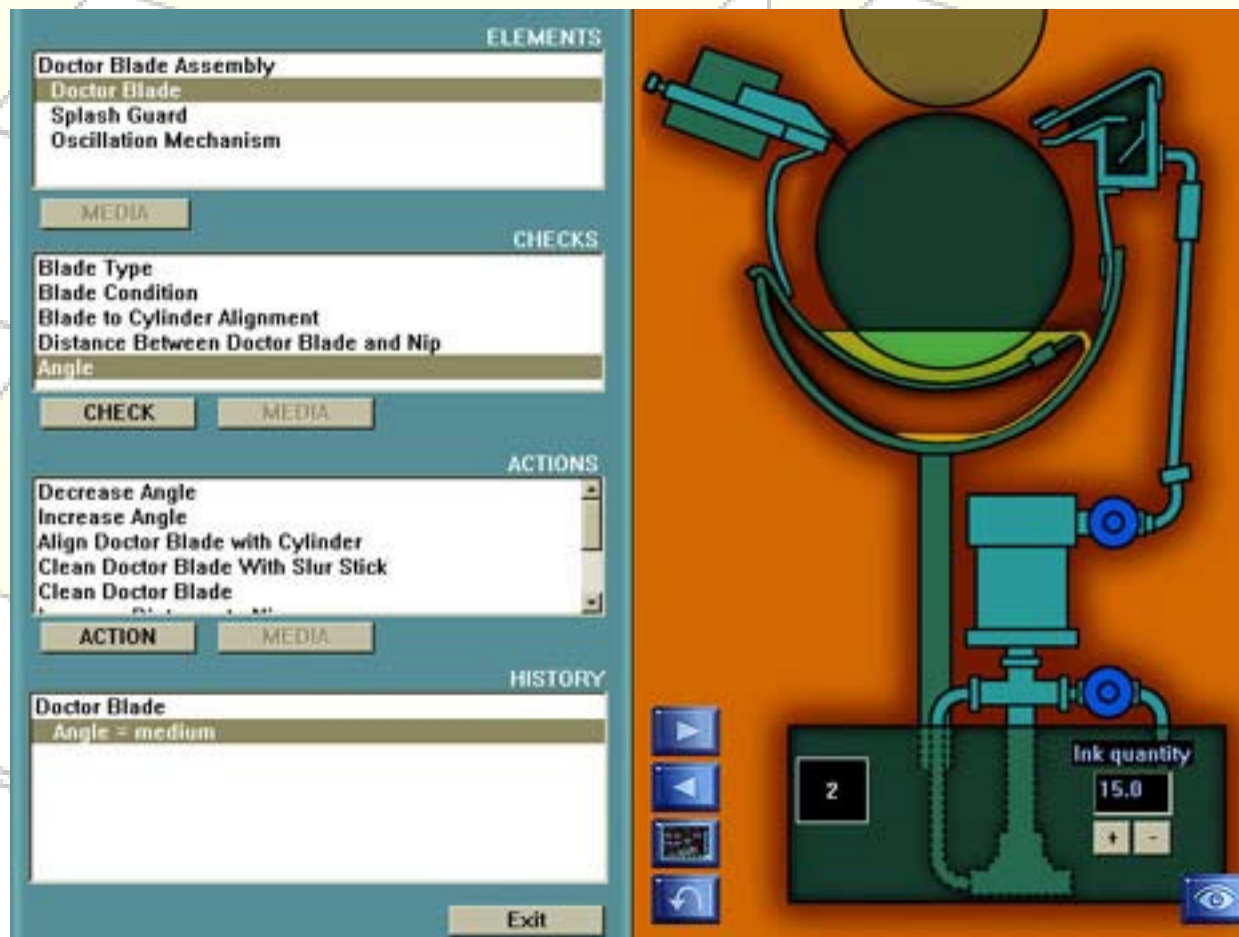 ELEMENTS
Doctor Blade Assembly
Doctor Blade
Splash Guard
Oscillation Mechanism
MEDIA
CHECKS
Blade Type
Blade Condition
Blade to Cylinder Alignment
Distance Between Doctor Blade and Nip
Angle
CHECK MEDIA
ACTIONS
Decrease Angle
Increase Angle
Align Doctor Blade with Cylinder
Clean Doctor Blade With Slur Stick
Clean Doctor Blade
ACTION MEDIA
HISTORY
Doctor Blade
Angle = medium
Exit
2
Ink quantity
15.0
+ -